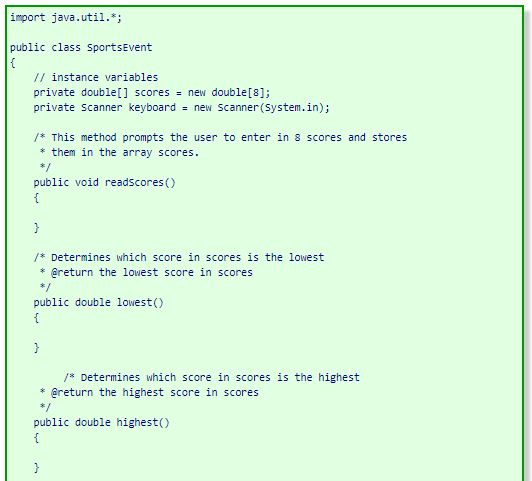 import java.util.*;
public class SportsEvent
{
// instance variables
private double[] scores = new double[8];
private Scanner keyboard = new Scanner(System.in);
/* This method prompts the user to enter in 8 scores and stores
* them in the array scores.
*/
public void readScores()
{
}
/* Determines which score in scores is the lowest
* @return the lowest score in scores
*/
public double lowest()
{
}
/* Determines which score in scores is the highest
* @return the highest score in scores
*/
public double highest()
{
}